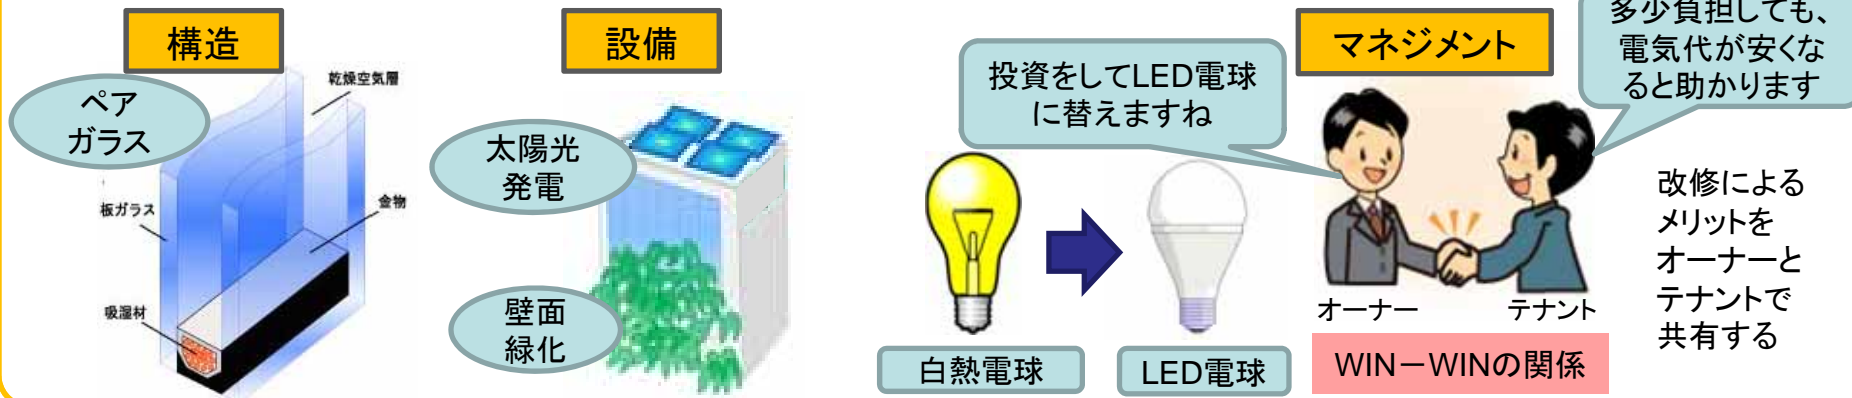 構造
ペア
ガラス
乾燥空気層
板ガラス
金物
吸湿材
設備
太陽光
発電
壁面
緑化
投資をしてLED電球
に替えますね
白熱電球
LED電球
マネジメント
多少負担しても、
電気代が安くな
ると助かります
オーナー
テナント
WIN－WINの関係
改修による
メリットを
オーナーと
テナントで
共有する